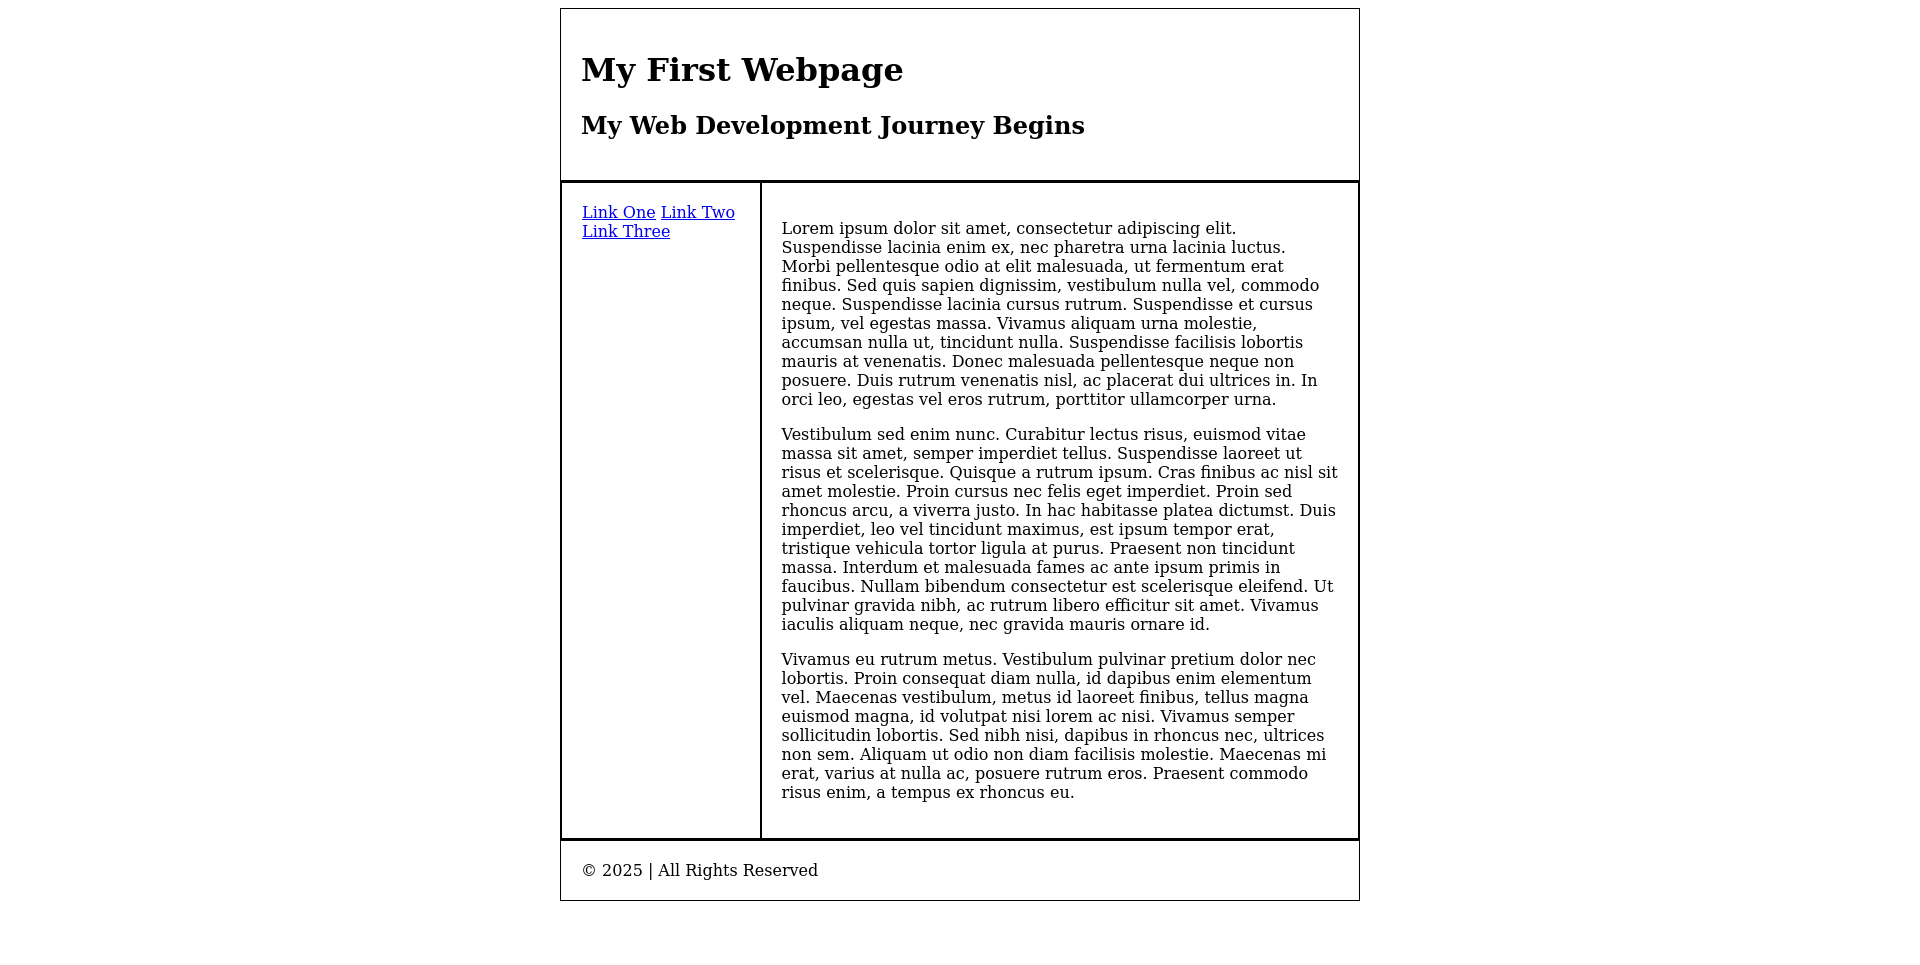 My First Webpage
My Web Development Journey Begins
Link One Link Two
Link Three
Lorem ipsum dolor sit amet, consectetur adipiscing elit.
Suspendisse lacinia enim ex, nec pharetra urna lacinia luctus.
Morbi pellentesque odio at elit malesuada, ut fermentum erat
finibus. Sed quis sapien dignissim, vestibulum nulla vel, commodo
neque. Suspendisse lacinia cursus rutrum. Suspendisse et cursus
ipsum, vel egestas massa. Vivamus aliquam urna molestie,
accumsan nulla ut, tincidunt nulla. Suspendisse facilisis lobortis
mauris at venenatis. Donec malesuada pellentesque neque non
posuere. Duis rutrum venenatis nisl, ac placerat dui ultrices in. In
orci leo, egestas vel eros rutrum, porttitor ullamcorper urna.
Vestibulum sed enim nunc. Curabitur lectus risus, euismod vitae
massa sit amet, semper imperdiet tellus. Suspendisse laoreet ut
risus et scelerisque. Quisque a rutrum ipsum. Cras finibus ac nisl sit
amet molestie. Proin cursus nec felis eget imperdiet. Proin sed
rhoncus arcu, a viverra justo. In hac habitasse platea dictumst. Duis
imperdiet, leo vel tincidunt maximus, est ipsum tempor erat,
tristique vehicula tortor ligula at purus. Praesent non tincidunt
massa. Interdum et malesuada fames ac ante ipsum primis in
faucibus. Nullam bibendum consectetur est scelerisque eleifend. Ut
pulvinar gravida nibh, ac rutrum libero efficitur sit amet. Vivamus
iaculis aliquam neque, nec gravida mauris ornare id.
Vivamus eu rutrum metus. Vestibulum pulvinar pretium dolor nec
lobortis. Proin consequat diam nulla, id dapibus enim elementum
vel. Maecenas vestibulum, metus id laoreet finibus, tellus magna
euismod magna, id volutpat nisi lorem ac nisi. Vivamus semper
sollicitudin lobortis. Sed nibh nisi, dapibus in rhoncus nec, ultrices
non sem. Aliquam ut odio non diam facilisis molestie. Maecenas mi
erat, varius at nulla ac, posuere rutrum eros. Praesent commodo
risus enim, a tempus ex rhoncus eu.
© 2025 | All Rights Reserved